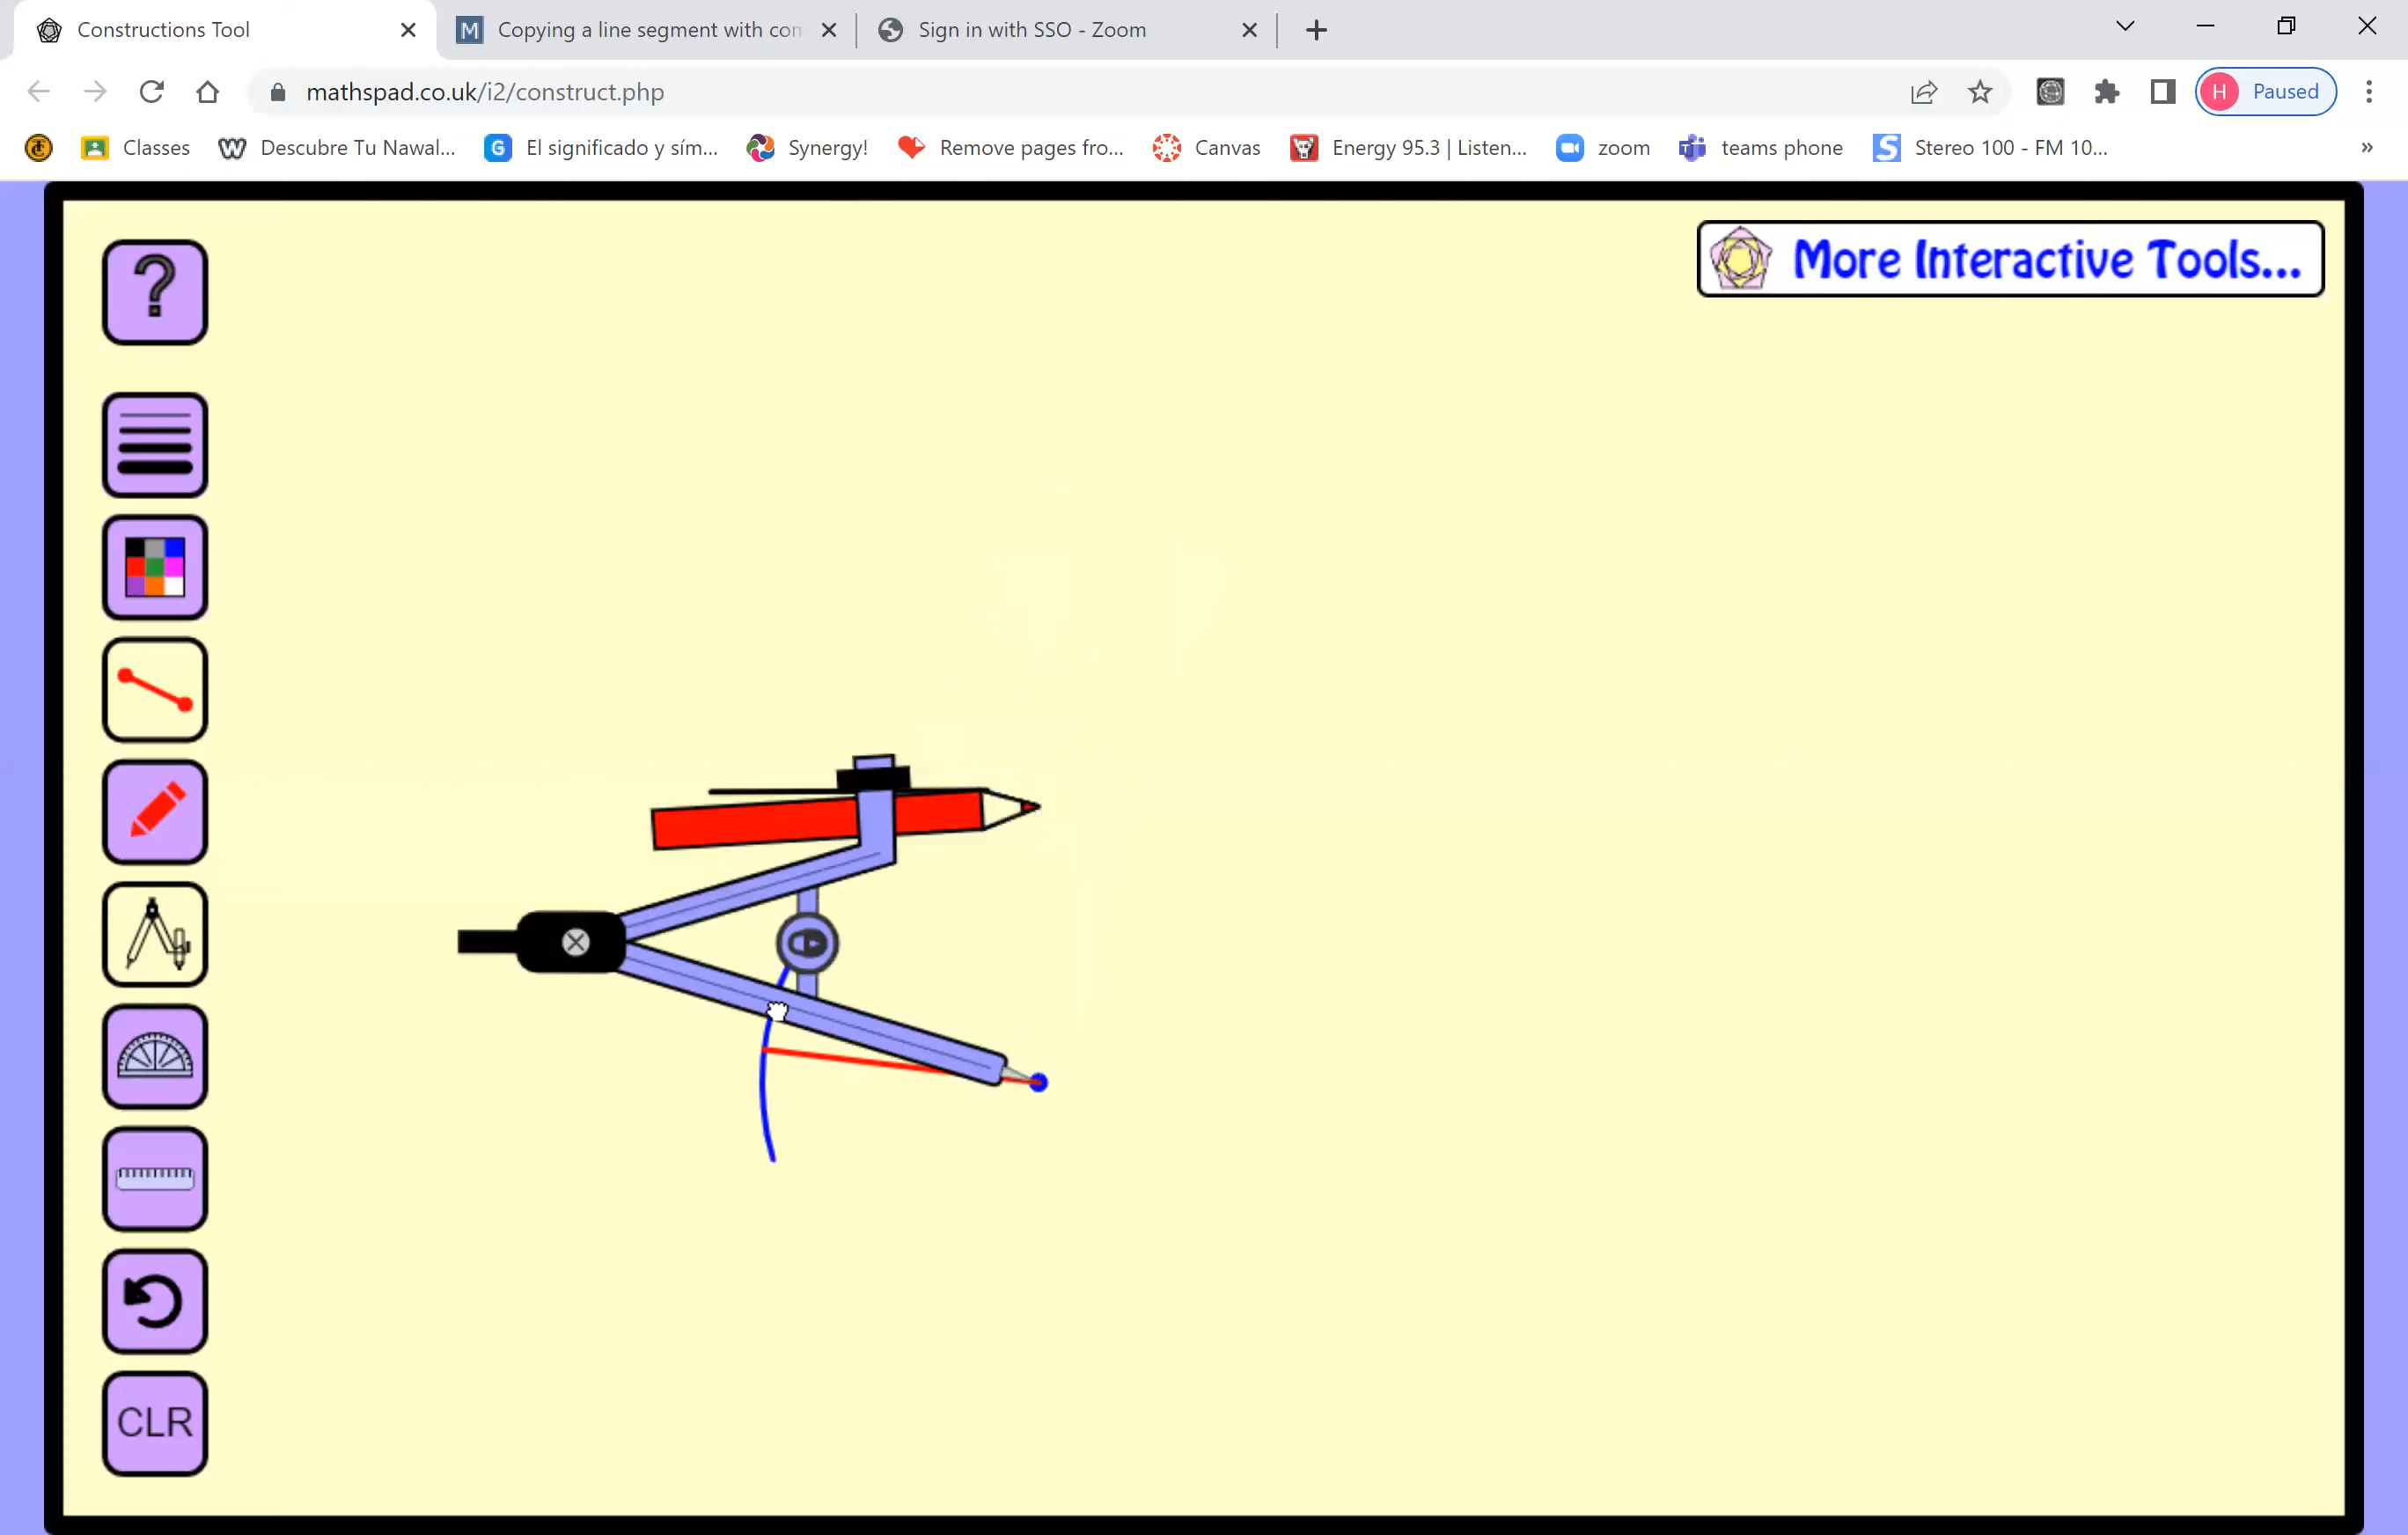 Constructions Tool
Copying a line segment with con
Sign in with SSO - Zoom
mathspad.co.uk/i2/construct.php
H Paused
Classes
Descubre Tu Nawal...
El significado y sím...
Synergy!
Remove pages fro...
Canvas
Energy 95.3 | Listen...
zoom
teams phone
Stereo 100 - FM 10...
?
More Interactive Tools...
CLR